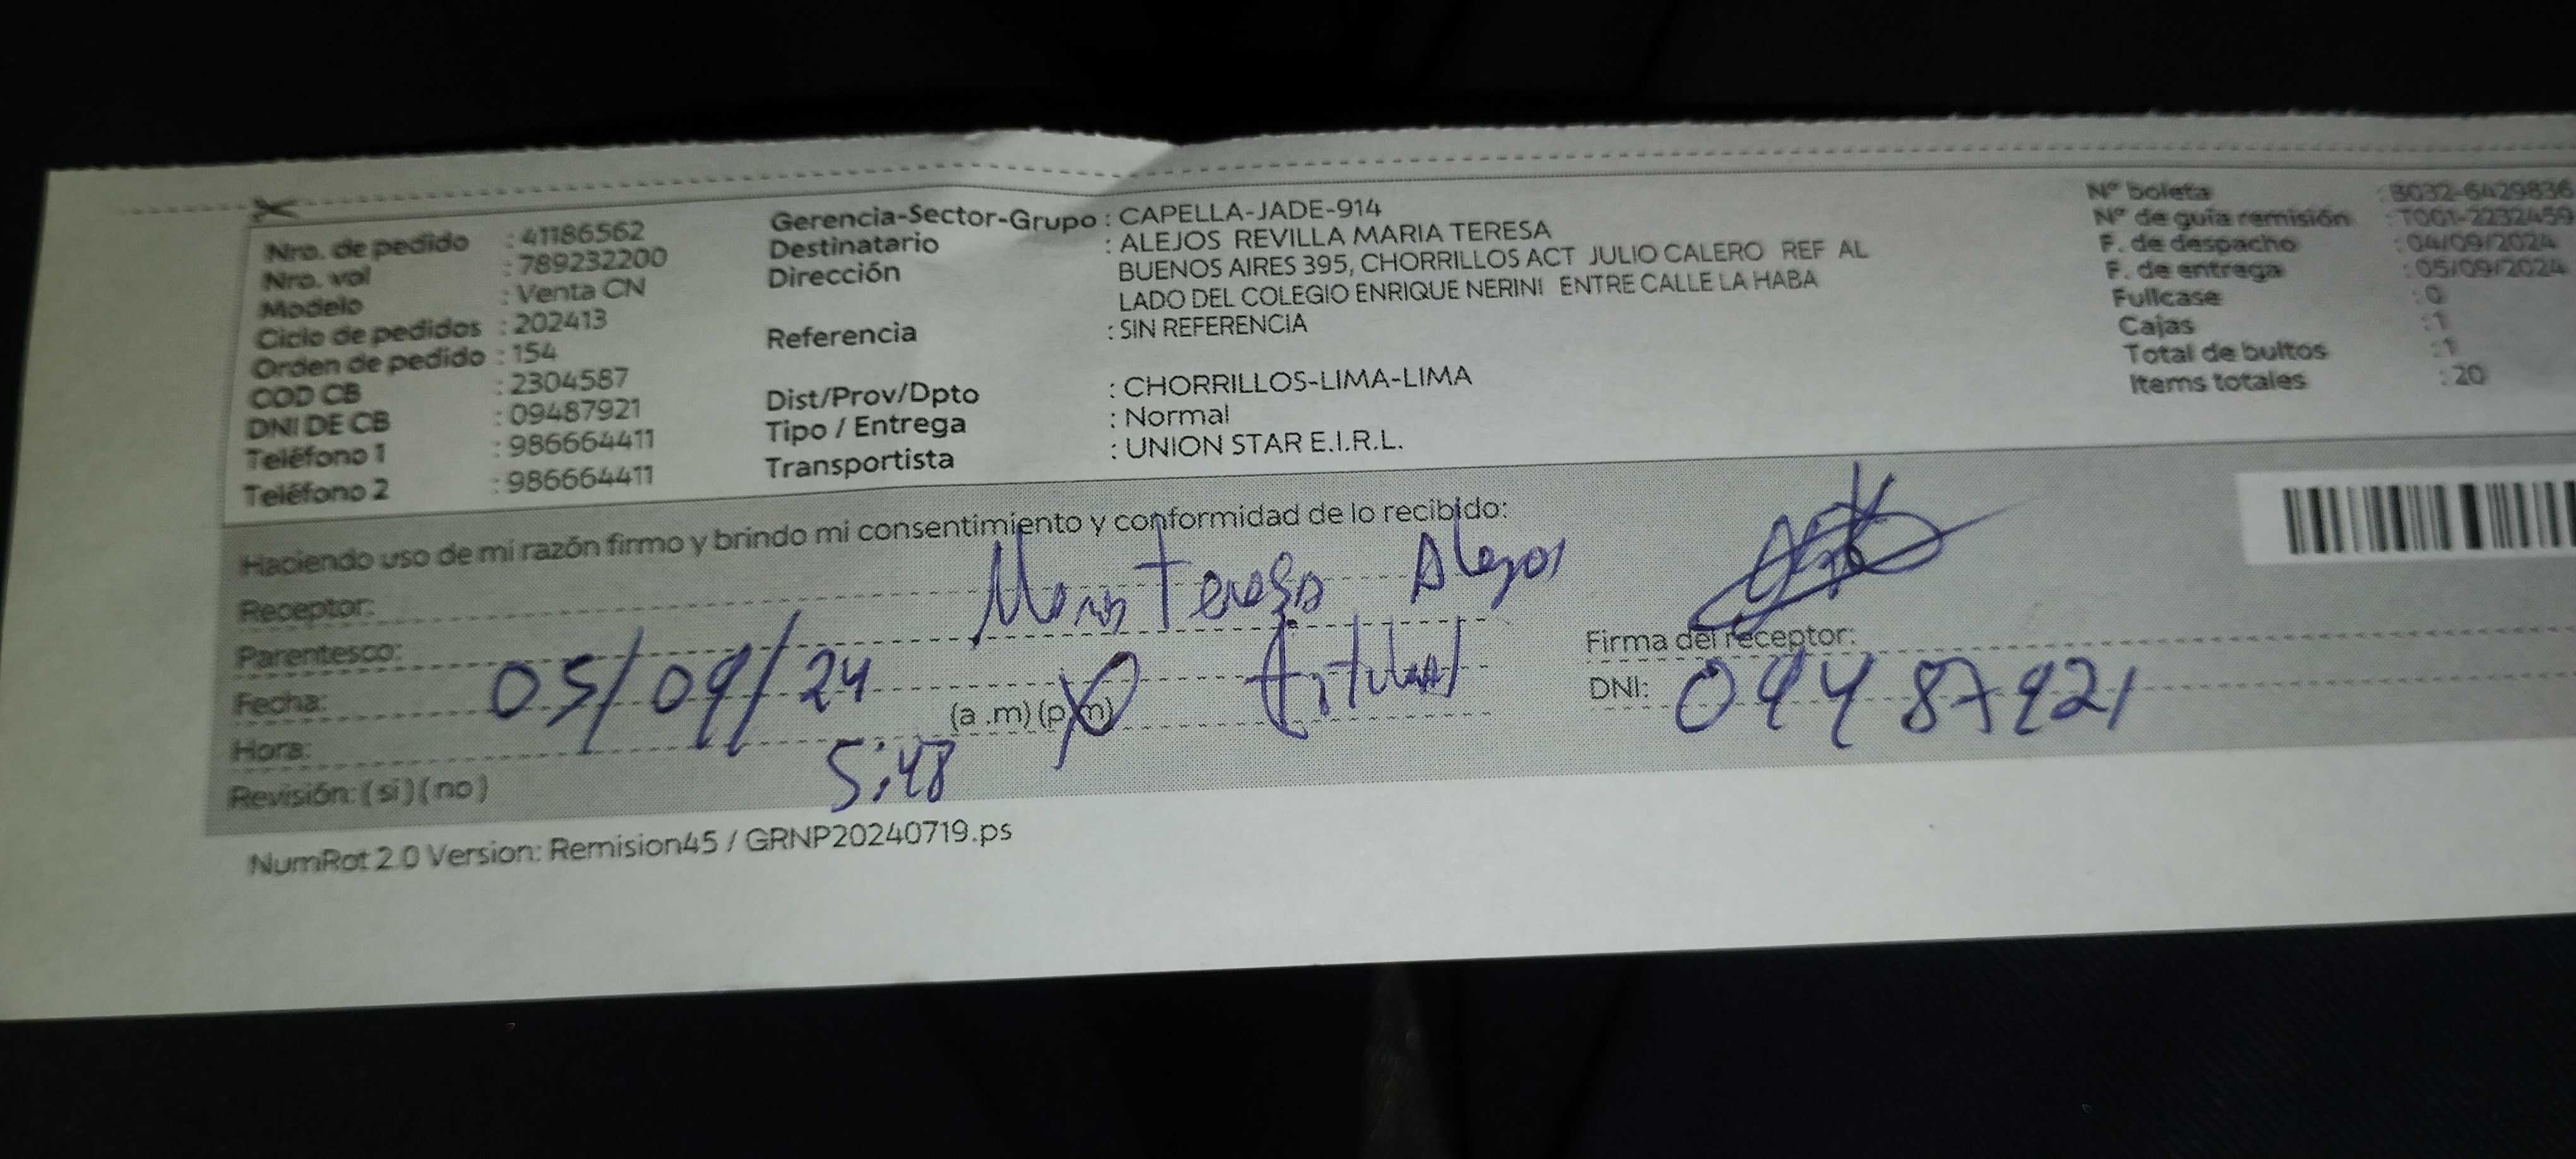 Nro. de pedido : 41186562
Nro. vol : 789232200
Modelo : Venta CN
Ciclo de pedidos : 202413
Orden de pedido : 154
COD CB : 2304587
DNI DE CB : 09487921
Teléfono 1 : 986664411
Teléfono 2 : 986664411
Gerencia-Sector-Grupo : CAPELLA-JADE-914
Destinatario : ALEJOS REVILLA MARIA TERESA
Dirección BUENOS AIRES 395, CHORRILLOS ACT JULIO CALERO REF AL
LADO DEL COLEGIO ENRIQUE NERINI ENTRE CALLE LA HABA
Referencia : SIN REFERENCIA
Dist/Prov/Dpto : CHORRILLOS-LIMA-LIMA
Tipo / Entrega : Normal
Transportista : UNION STAR E.I.R.L.
Nº boleta : B032-6429836
Nº de guía remisión : T001-2232459
F. de despacho : 04/09/2024
F. de entrega : 05/09/2024
Fullcase : 0
Cajas : 1
Total de bultos : 1
Items totales : 20
Haciendo uso de mi razón firmo y brindo mi consentimiento y conformidad de lo recibido:
Receptor: Maria Teresa Alejos
Parentesco: titular
Fecha: 05/09/24
Hora: 5:48 (a .m) (p.m)
Revisión: ( si ) ( no )
Firma del receptor:
DNI: 09487921
NumRot 2.0 Version: Remision45 / GRNP20240719.ps